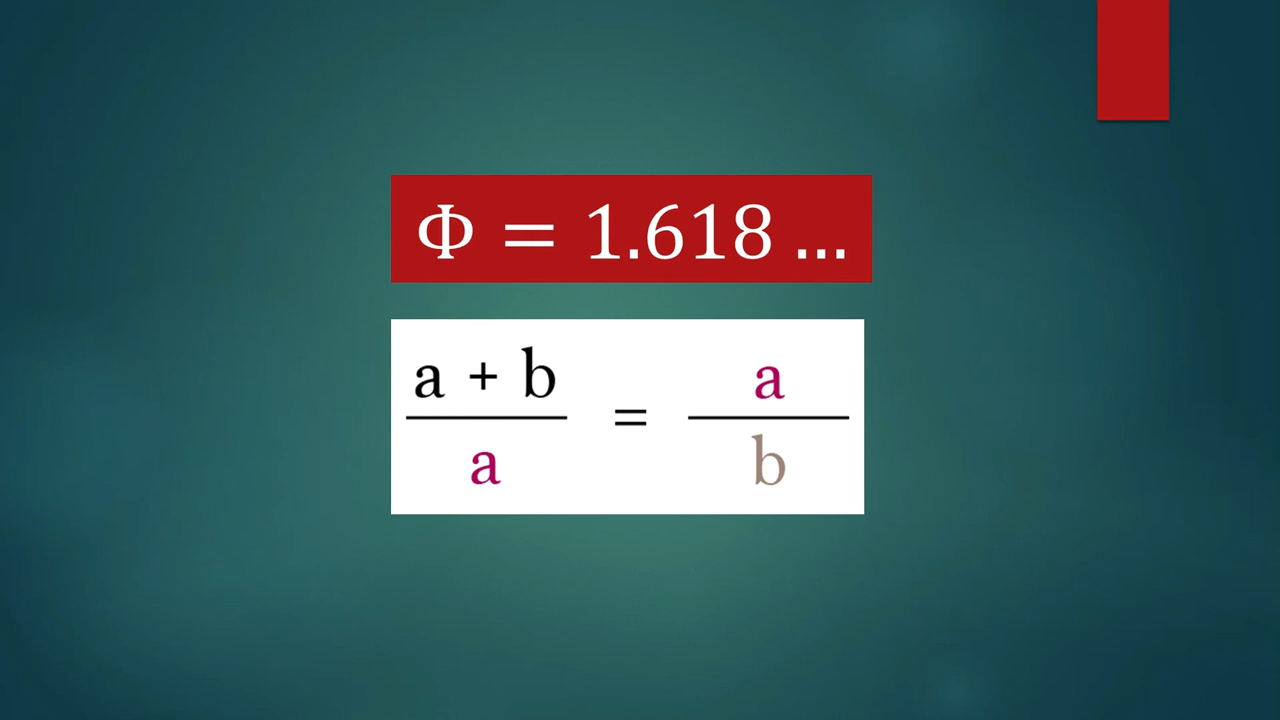 Φ = 1.618 ...
a + b
a
=
a
b